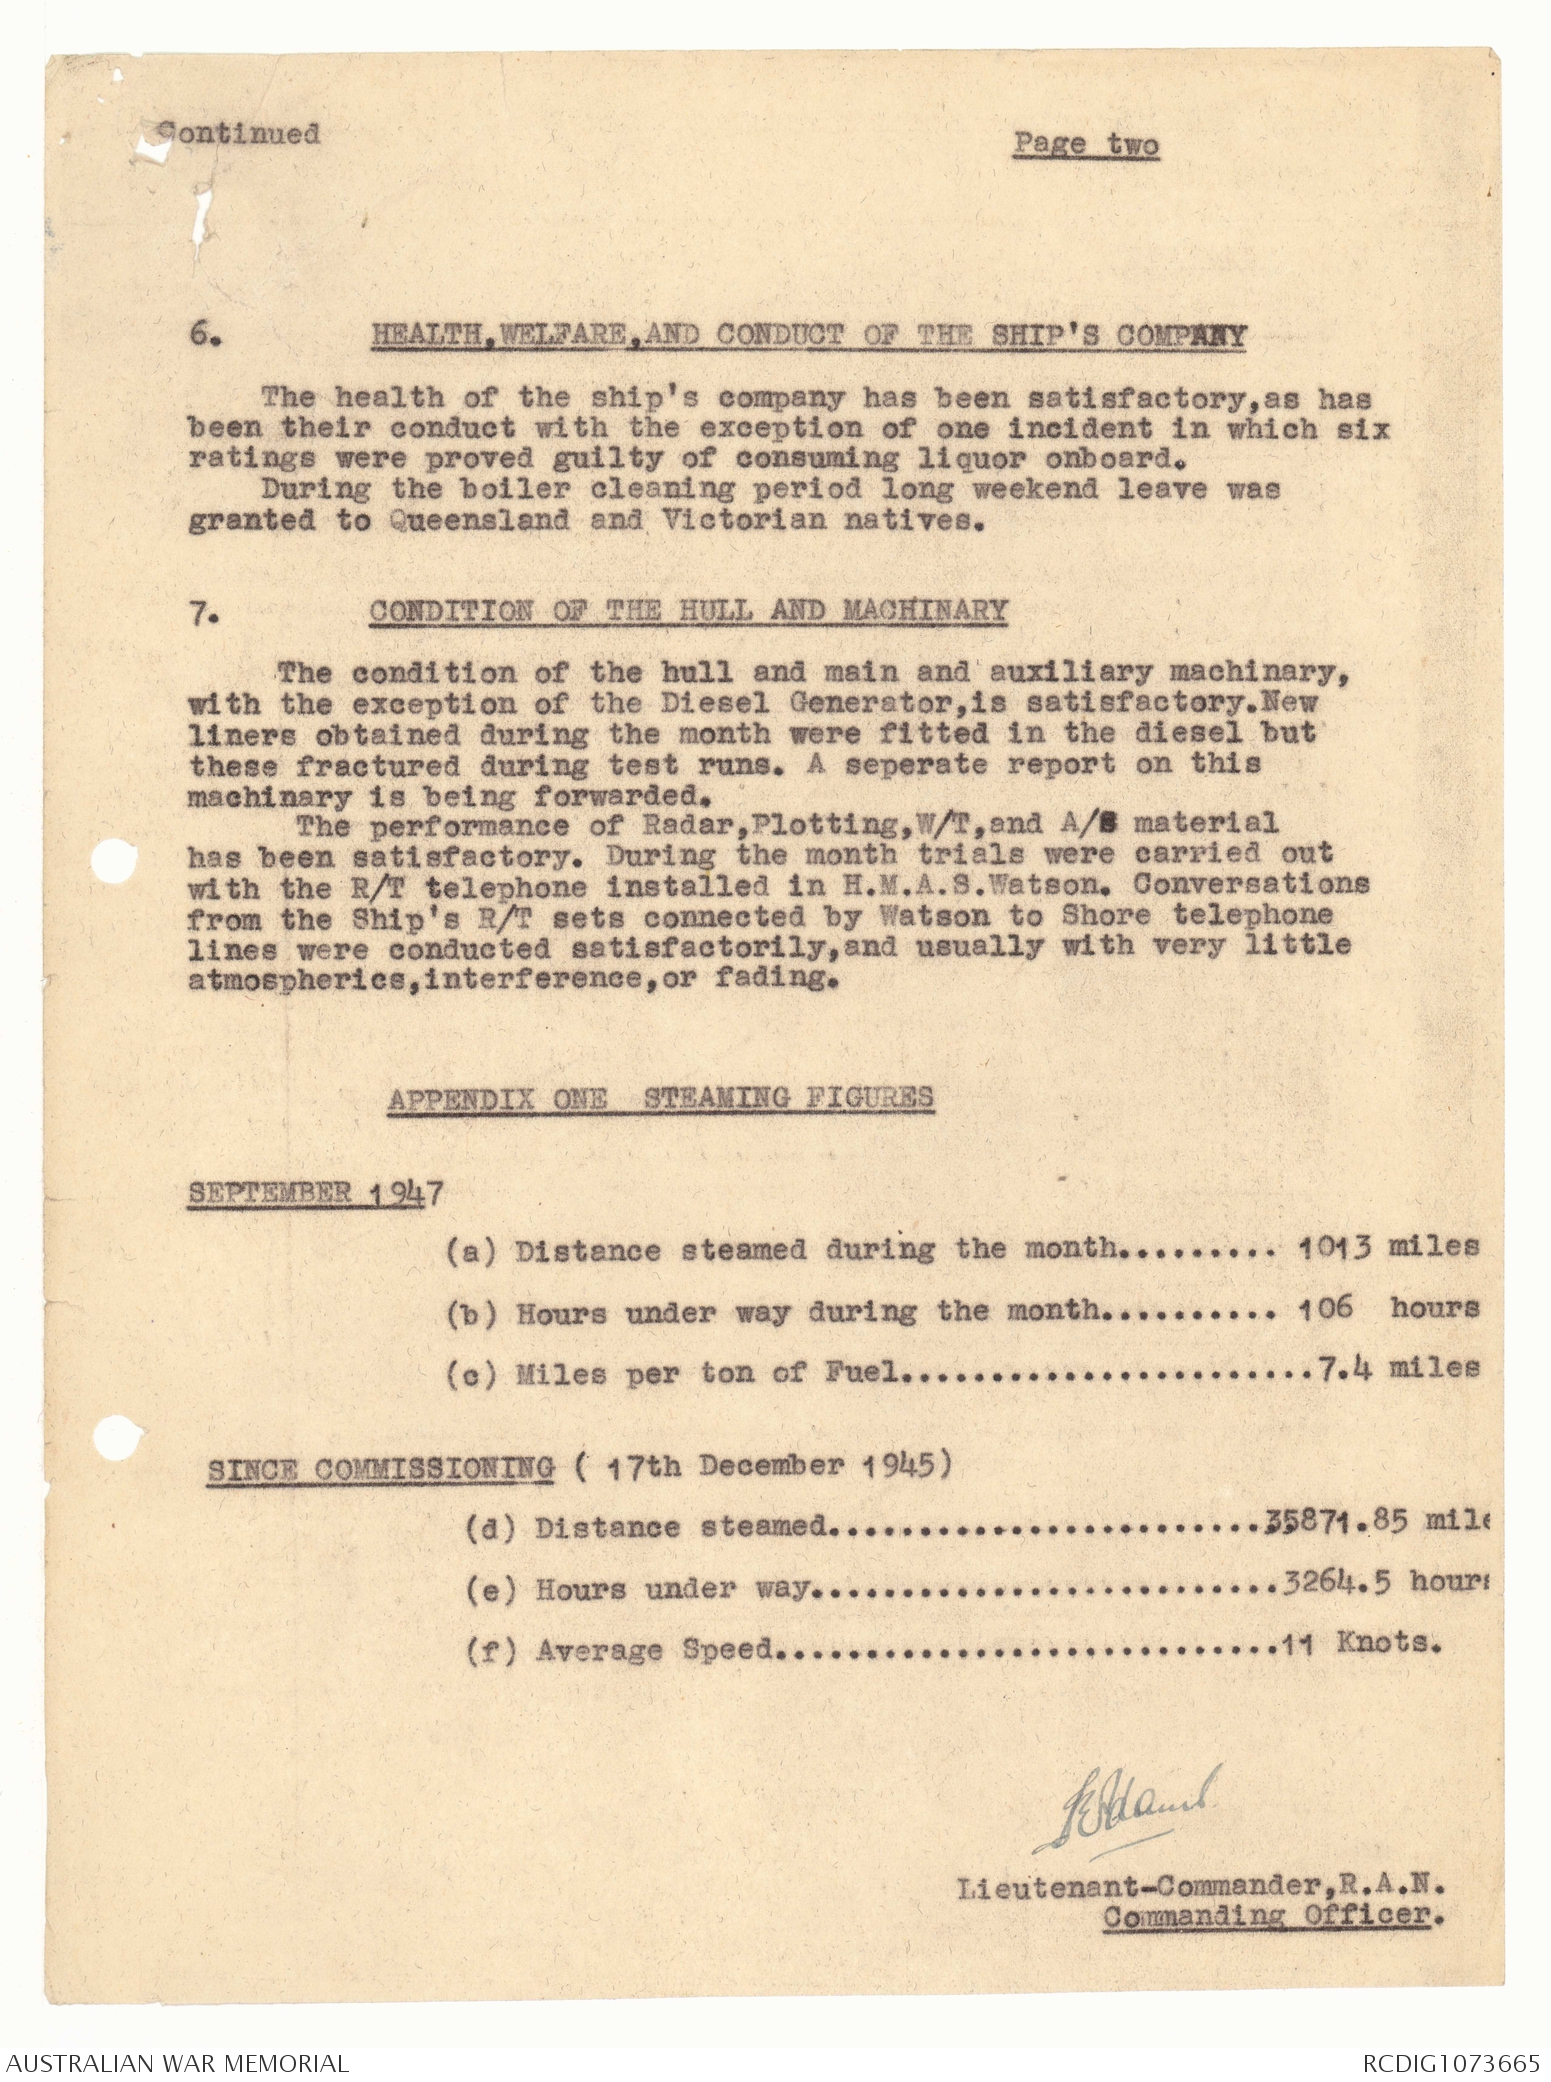 Continued
Page two
6. HEALTH,WELFARE,AND CONDUCT OF THE SHIP'S COMPANY
The health of the ship's company has been satisfactory,as has
been their conduct with the exception of one incident in which six
ratings were proved guilty of consuming liquor onboard.
During the boiler cleaning period long weekend leave was
granted to Queensland and Victorian natives.
7. CONDITION OF THE HULL AND MACHINARY
The condition of the hull and main and auxiliary machinary,
with the exception of the Diesel Generator,is satisfactory.New
liners obtained during the month were fitted in the diesel but
these fractured during test runs. A seperate report on this
machinary is being forwarded.
The performance of Radar,Plotting,W/T,and A/S material
has been satisfactory. During the month trials were carried out
with the R/T telephone installed in H.M.A.S.Watson. Conversations
from the Ship's R/T sets connected by Watson to Shore telephone
lines were conducted satisfactorily,and usually with very little
atmospherics,interference,or fading.
APPENDIX ONE STEAMING FIGURES
SEPTEMBER 1947
(a) Distance steamed during the month......... 1013 miles
(b) Hours under way during the month.......... 106 hours
(c) Miles per ton of Fuel.......................7.4 miles
SINCE COMMISSIONING ( 17th December 1945)
(d) Distance steamed........................35871.85 mile
(e) Hours under way..........................3264.5 hours
(f) Average Speed............................11 Knots.
Lieutenant-Commander,R.A.N.
Commanding Officer.
AUSTRALIAN WAR MEMORIAL
RCDIG1073665